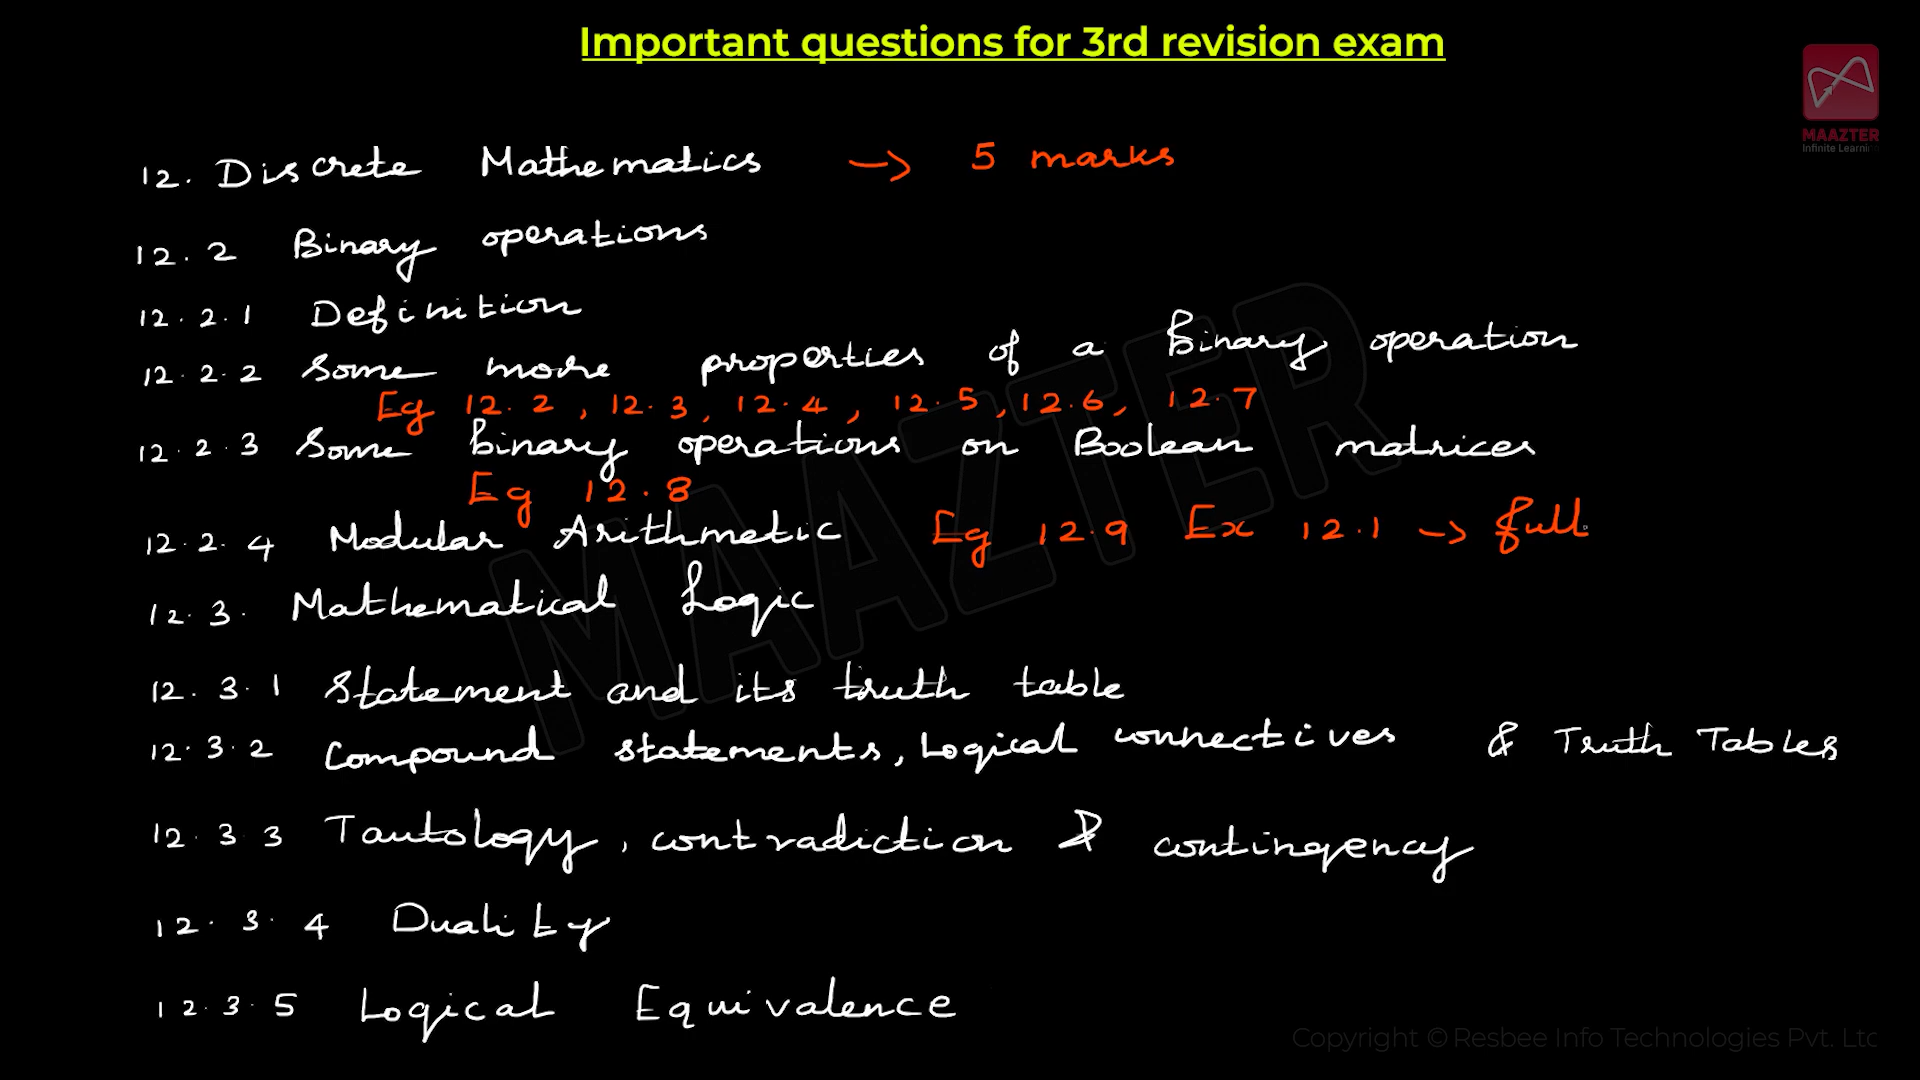 Important questions for 3rd revision exam
MAAZTER
Infinite Learnin
12. Discrete Mathematics → 5 marks
12.2 Binary operations
12.2.1 Definition
12.2.2 Some more properties of a Binary operation
Eg 12.2, 12.3, 12.4, 12.5, 12.6, 12.7
12.2.3 Some Binary operations on Boolean matrices
Eg 12.8
12.2.4 Modular Arithmetic Eg 12.9 Ex 12.1 → full
12.3. Mathematical Logic
12.3.1 Statement and its truth table
12.3.2 Compound statements, Logical connectives & Truth Tables
12.3.3 Tautology, contradiction & contingency
12.3.4 Duality
12.3.5 Logical Equivalence
MAAZTER
Copyright © Resbee Info Technologies Pvt. Ltc